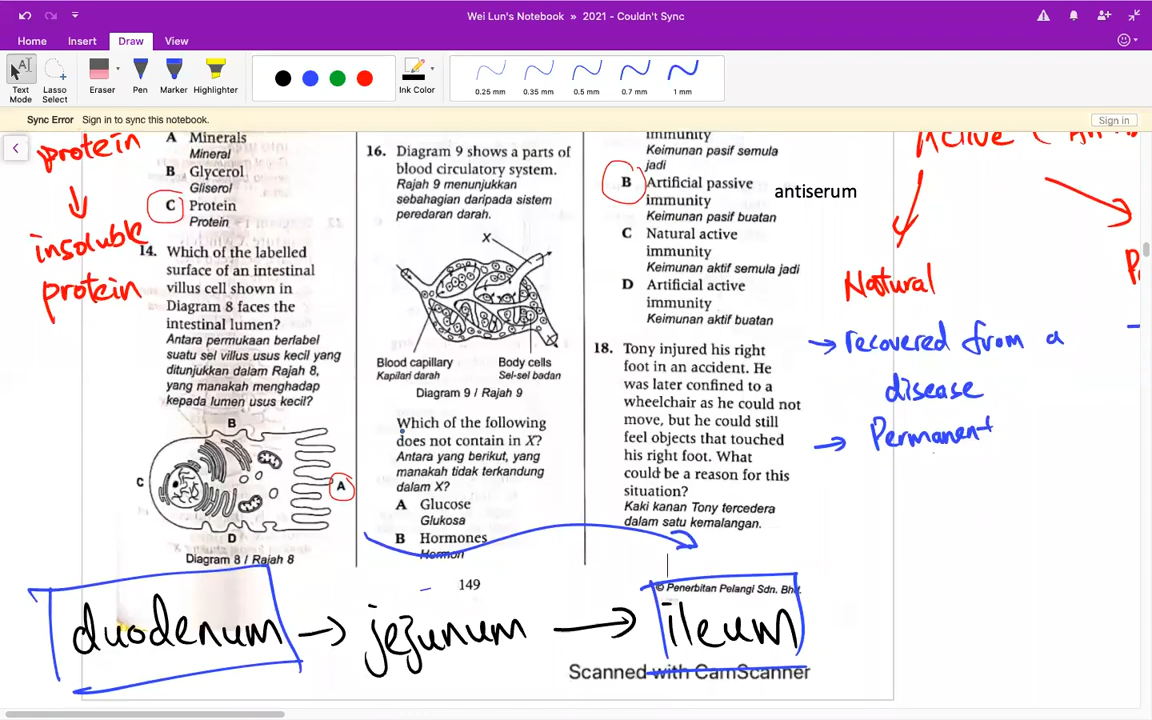 Wei Lun's Notebook » 2021 - Couldn't Sync
Home Insert Draw View
Text Mode
Lasso Select
Eraser
Pen
Marker
Highlighter
Ink Color
0.25 mm
0.35 mm
0.5 mm
0.7 mm
1 mm
Sync Error Sign in to sync this notebook.
Sign in
protein
insoluble
protein
A Minerals
Mineral
B Glycerol
Gliserol
C Protein
Protein
14. Which of the labelled
surface of an intestinal
villus cell shown in
Diagram 8 faces the
intestinal lumen?
Antara permukaan berlabel
suatu sel villus usus kecil yang
ditunjukkan dalam Rajah 8,
yang manakah menghadap
kepada lumen usus kecil?
B
C
A
D
Diagram 8 / Rajah 8
16. Diagram 9 shows a parts of
blood circulatory system.
Rajah 9 menunjukkan
sebahagian daripada sistem
peredaran darah.
X
Blood capillary
Kapilari darah
Body cells
Sel-sel badan
Diagram 9 / Rajah 9
Which of the following
does not contain in X?
Antara yang berikut, yang
manakah tidak terkandung
dalam X?
A Glucose
Glukosa
B Hormones
Hormon
149
immunity
Keimunan pasif semula
jadi
B Artificial passive
immunity
Keimunan pasif buatan
C Natural active
immunity
Keimunan aktif semula jadi
D Artificial active
immunity
Keimunan aktif buatan
antiserum
18. Tony injured his right
foot in an accident. He
was later confined to a
wheelchair as he could not
move, but he could still
feel objects that touched
his right foot. What
could be a reason for this
situation?
Kaki kanan Tony tercedera
dalam satu kemalangan.
© Penerbitan Pelangi Sdn. Bhd.
Active (
Natural
→ recovered from a
disease
→ Permanent
duodenum → jejunum → ileum
Scanned with CamScanner